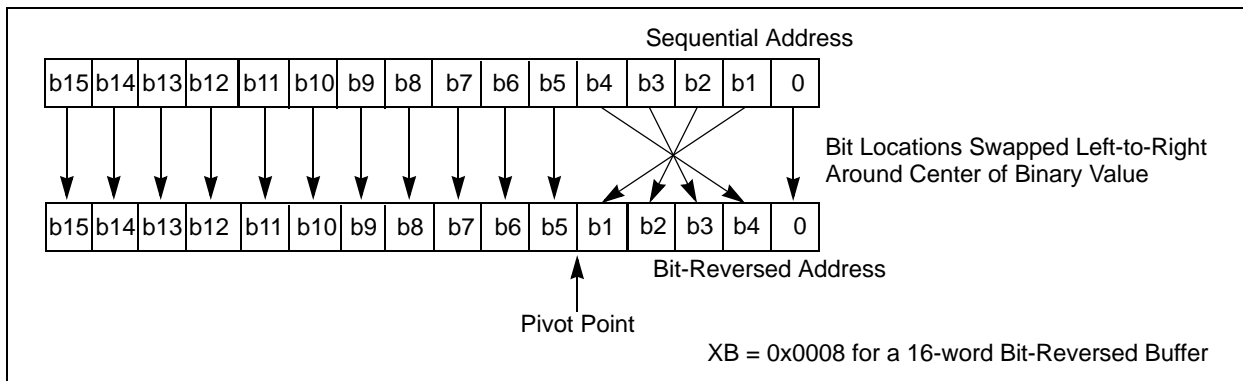 Sequential Address
b15 b14 b13 b12 b11 b10 b9 b8 b7 b6 b5 b4 b3 b2 b1 0
Bit Locations Swapped Left-to-Right
Around Center of Binary Value
b15 b14 b13 b12 b11 b10 b9 b8 b7 b6 b5 b1 b2 b3 b4 0
Bit-Reversed Address
Pivot Point
XB = 0x0008 for a 16-word Bit-Reversed Buffer